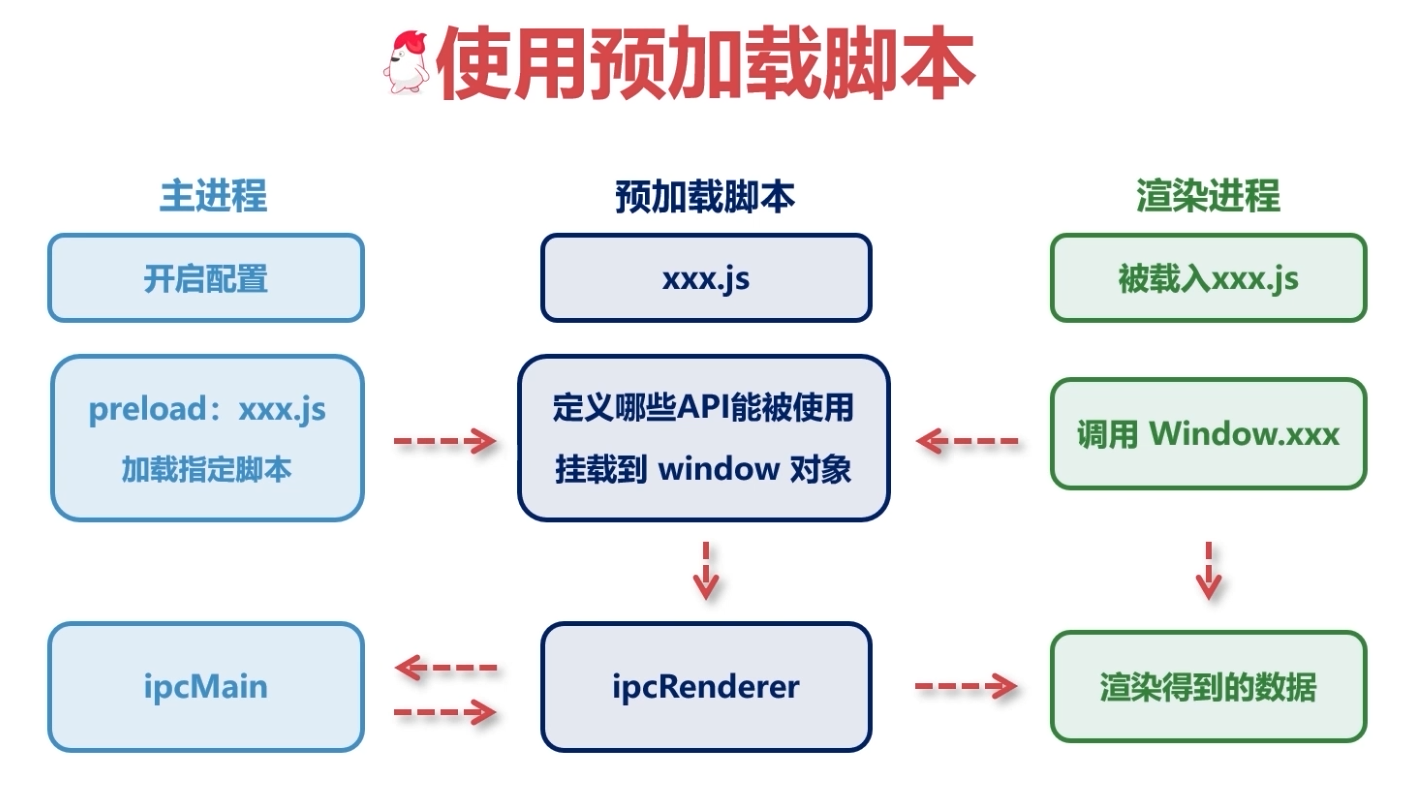 使用预加载脚本
主进程
预加载脚本
渲染进程
开启配置
xxx.js
被载入xxx.js
preload：xxx.js
加载指定脚本
定义哪些API能被使用
挂载到 window 对象
调用 Window.xxx
ipcMain
ipcRenderer
渲染得到的数据